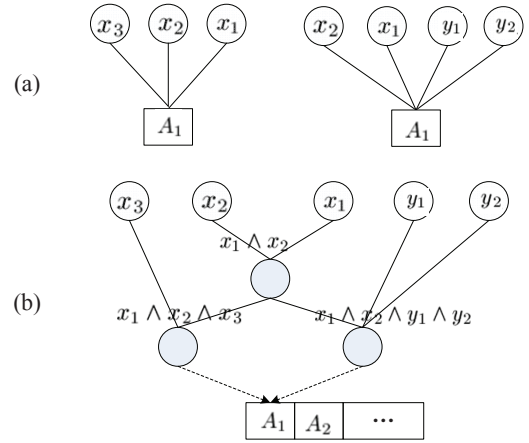 x₃ x₂ x₁ x₂ x₁ y₁ y₂
(a)
A₁ A₁
x₃ x₂ x₁ y₁ y₂
x₁ ∧ x₂
(b)
x₁ ∧ x₂ ∧ x₃ x₁ ∧ x₂ ∧ y₁ ∧ y₂
A₁ A₂ ···